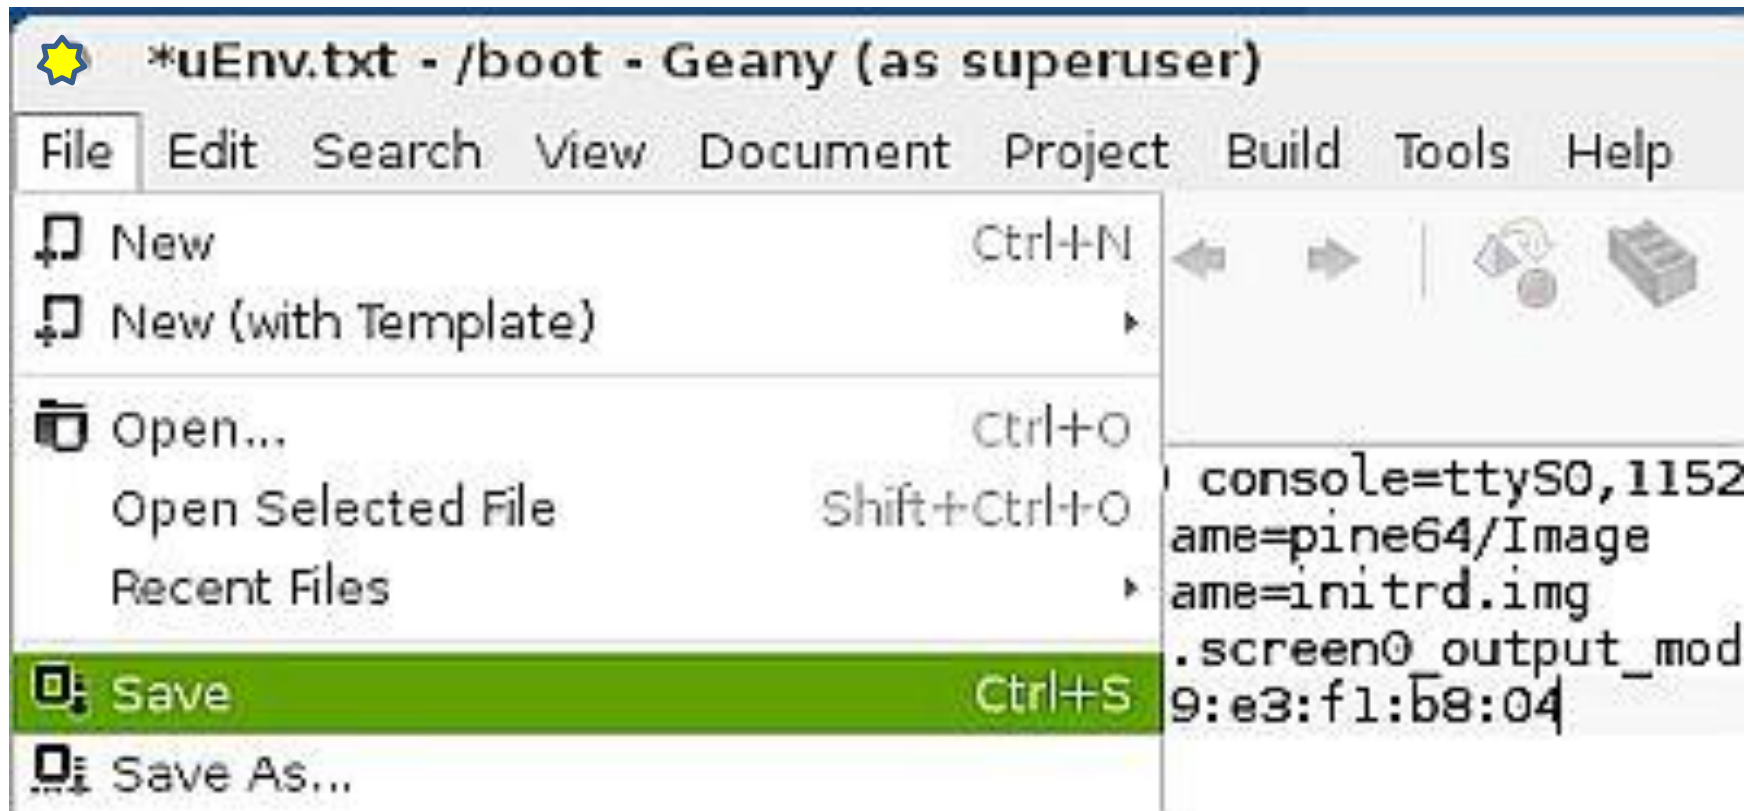 *uEnv.txt - /boot - Geany (as superuser)
File Edit Search View Document Project Build Tools Help
New Ctrl+N
New (with Template)
Open... Ctrl+O
Open Selected File Shift+Ctrl+O
Recent Files
Save Ctrl+S
Save As...
console=ttyS0,1152
ame=pine64/Image
ame=initrd.img
.screen0_output_mod
9:e3:f1:b8:04